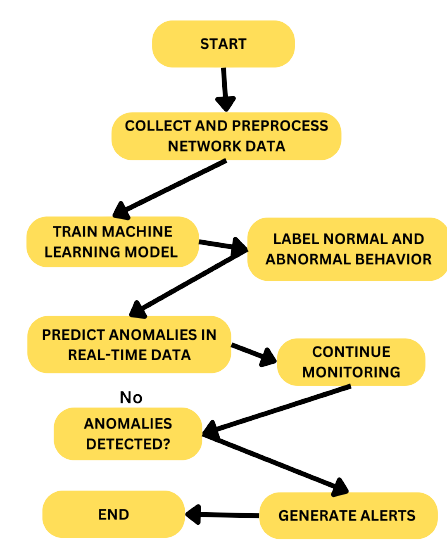 START
COLLECT AND PREPROCESS
NETWORK DATA
TRAIN MACHINE
LEARNING MODEL
LABEL NORMAL AND
ABNORMAL BEHAVIOR
PREDICT ANOMALIES IN
REAL-TIME DATA
CONTINUE
MONITORING
No
ANOMALIES
DETECTED?
GENERATE ALERTS
END